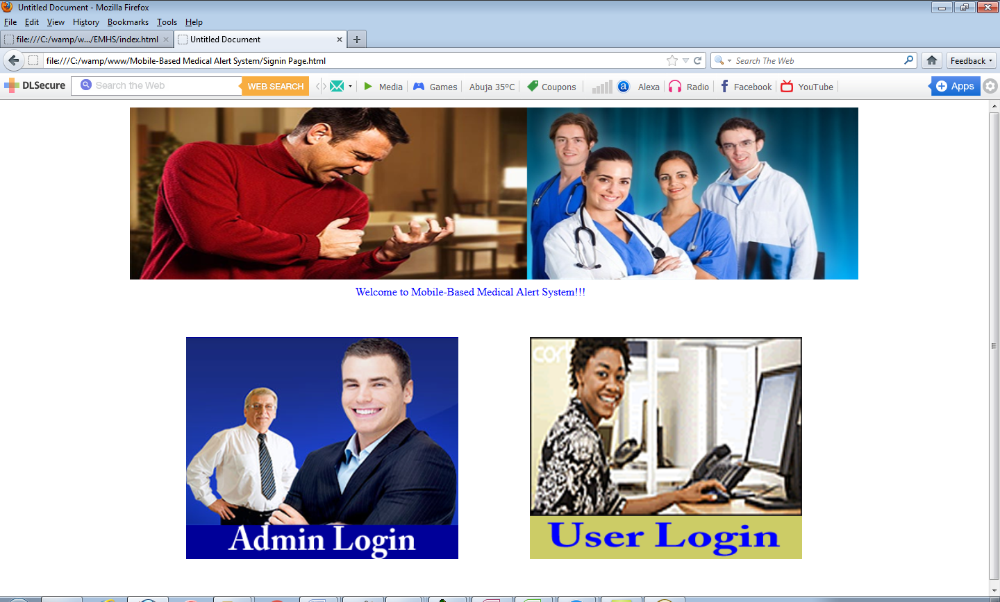 Untitled Document - Mozilla Firefox
File Edit View History Bookmarks Tools Help
file:///C:/wamp/w.../EMHS/index.html Untitled Document
file:///C:/wamp/www/Mobile-Based Medical Alert System/Signin Page.html Search The Web Feedback
DLSecure Search the Web WEB SEARCH Media Games Abuja 35°C Coupons a Alexa Radio Facebook YouTube Apps
Welcome to Mobile-Based Medical Alert System!!!
Admin Login
User Login